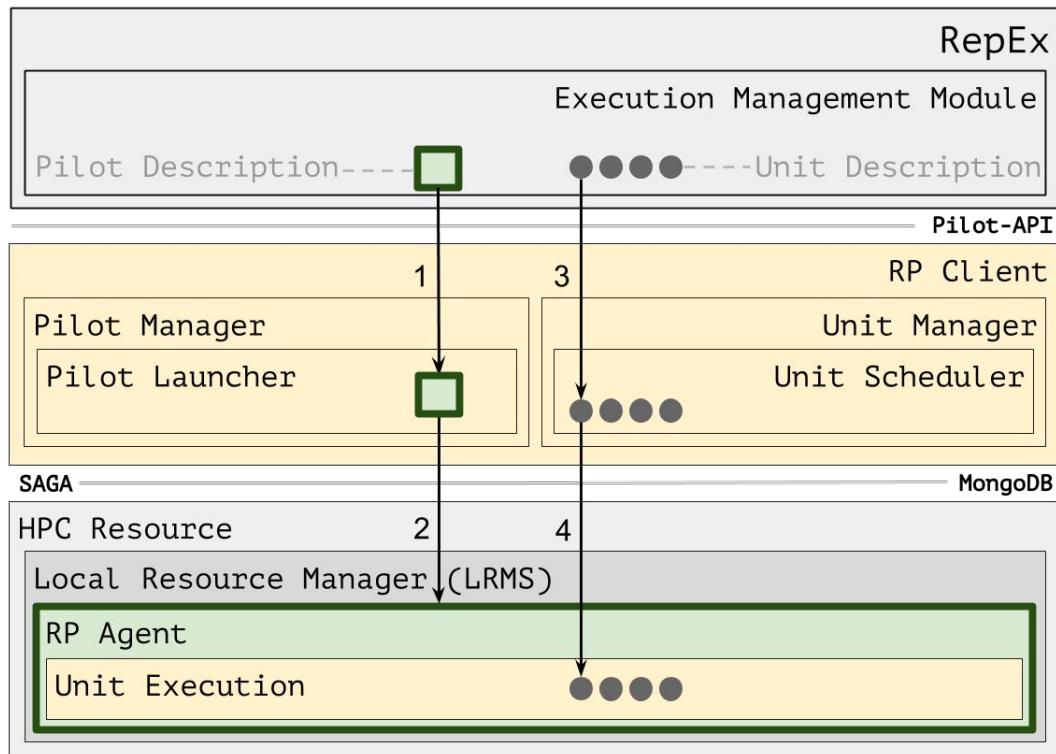 RepEx
Execution Management Module
Pilot Description
Unit Description
Pilot-API
1
3
RP Client
Pilot Manager
Unit Manager
Pilot Launcher
Unit Scheduler
SAGA
MongoDB
HPC Resource
2
4
Local Resource Manager (LRMS)
RP Agent
Unit Execution